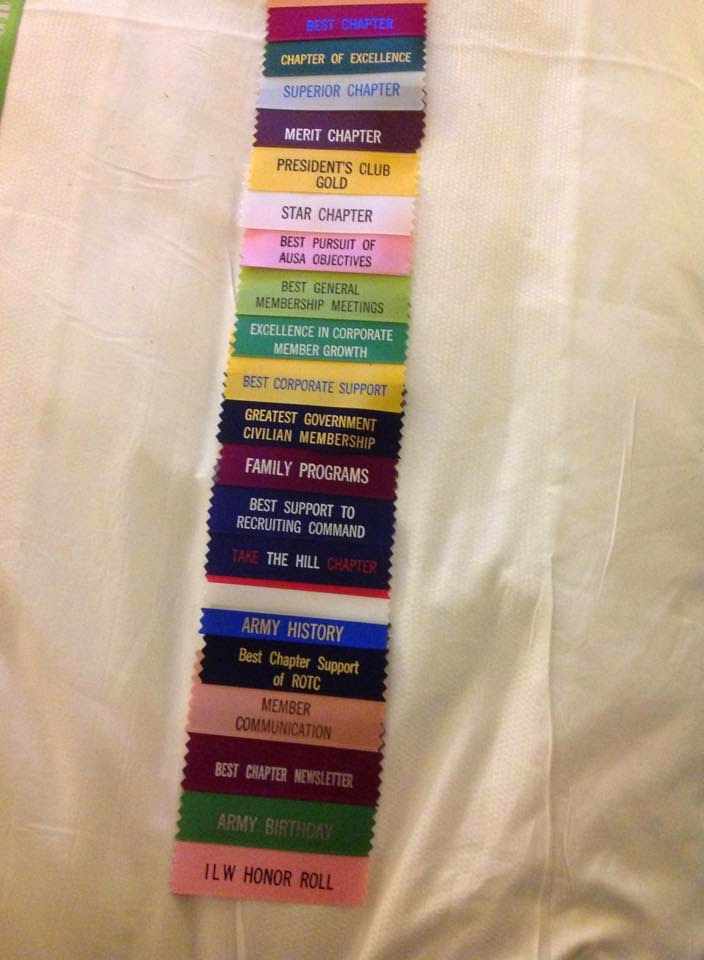 BEST CHAPTER
CHAPTER OF EXCELLENCE
SUPERIOR CHAPTER
MERIT CHAPTER
PRESIDENT'S CLUB
GOLD
STAR CHAPTER
BEST PURSUIT OF
AUSA OBJECTIVES
BEST GENERAL
MEMBERSHIP MEETINGS
EXCELLENCE IN CORPORATE
MEMBER GROWTH
BEST CORPORATE SUPPORT
GREATEST GOVERNMENT
CIVILIAN MEMBERSHIP
FAMILY PROGRAMS
BEST SUPPORT TO
RECRUITING COMMAND
TAKE THE HILL CHAPTER
ARMY HISTORY
Best Chapter Support
of ROTC
MEMBER
COMMUNICATION
BEST CHAPTER NEWSLETTER
ARMY BIRTHDAY
ILW HONOR ROLL